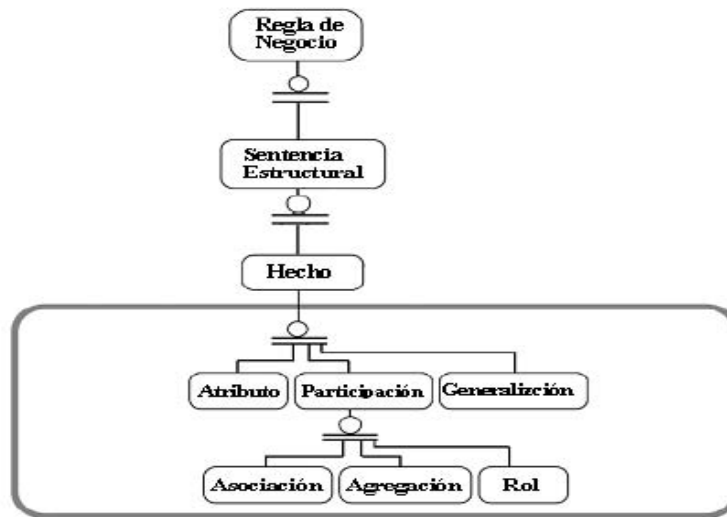 Regla de
Negocio
Sentencia
Estructural
Hecho
Atributo
Participación
Generalizción
Asociación
Agregación
Rol